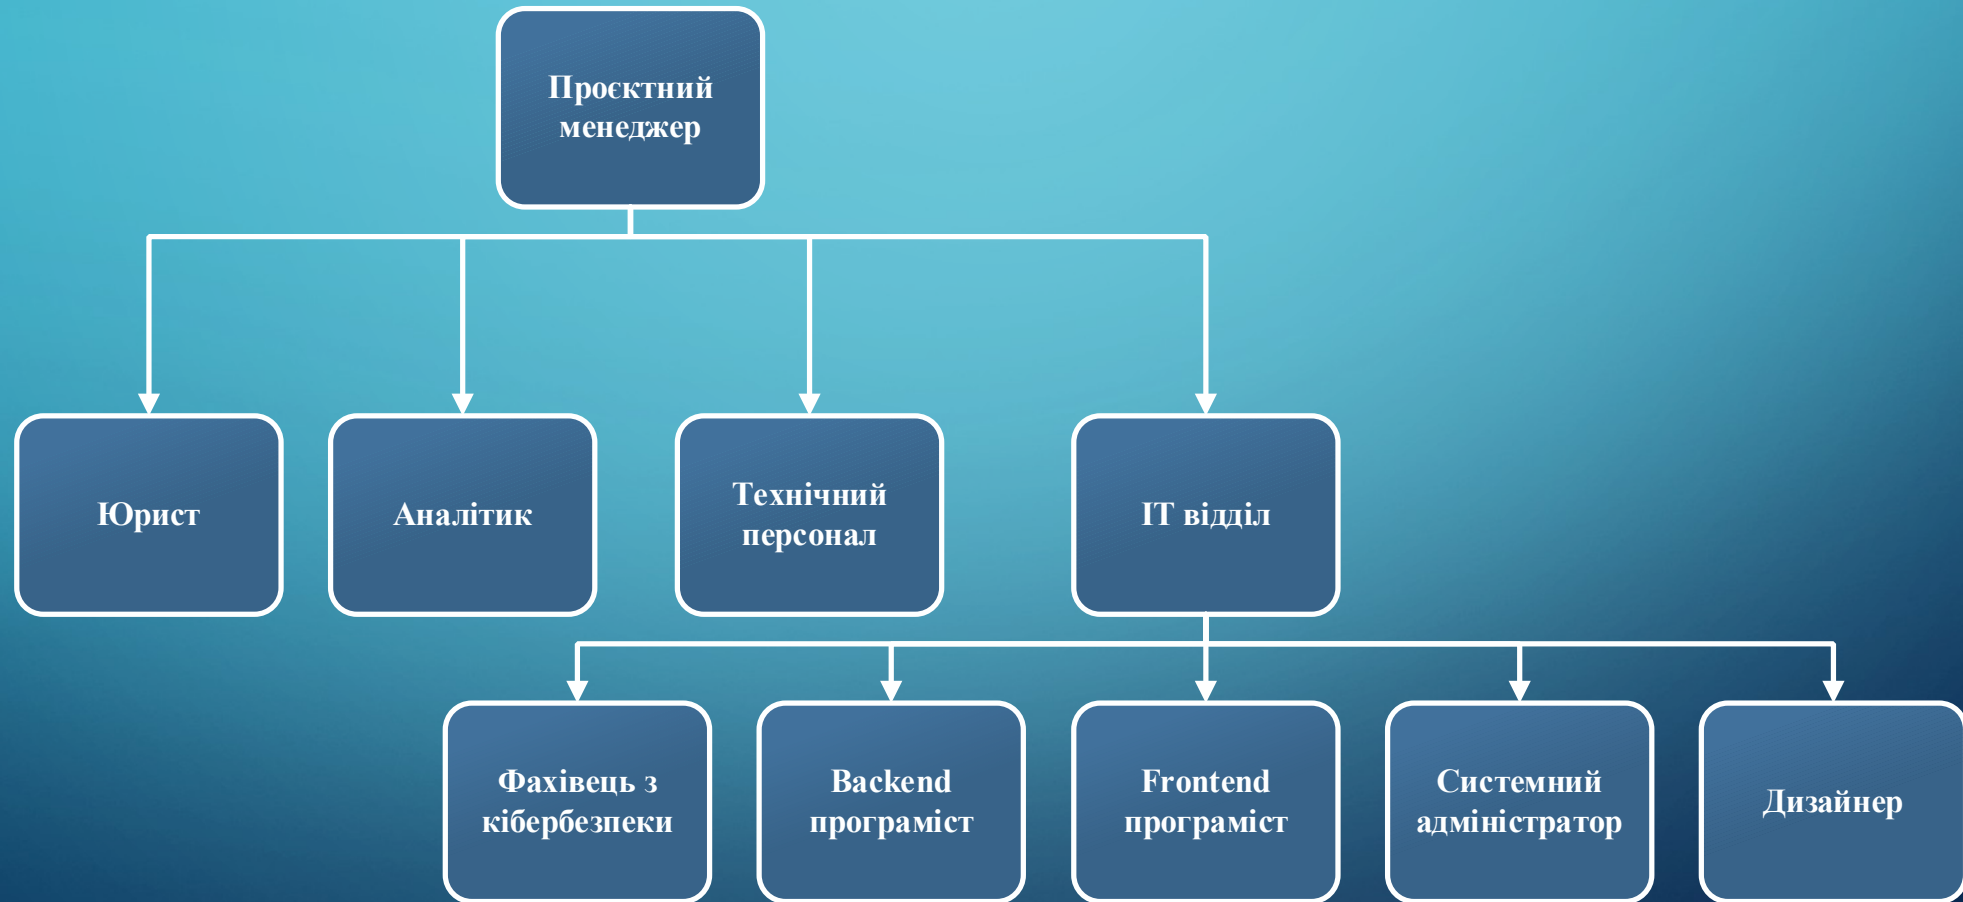 Проєктний
менеджер
Юрист
Аналітик
Технічний
персонал
ІТ відділ
Фахівець з
кібербезпеки
Backend
програміст
Frontend
програміст
Системний
адміністратор
Дизайнер